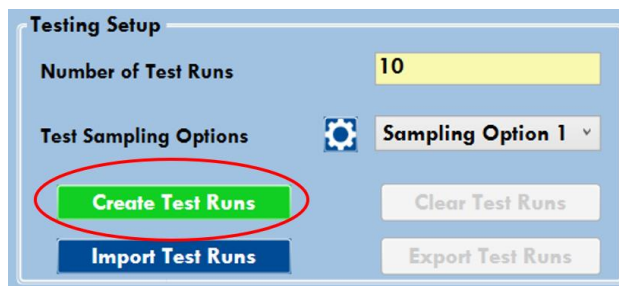 Testing Setup
Number of Test Runs 10
Test Sampling Options Sampling Option 1
Create Test Runs Clear Test Runs
Import Test Runs Export Test Runs